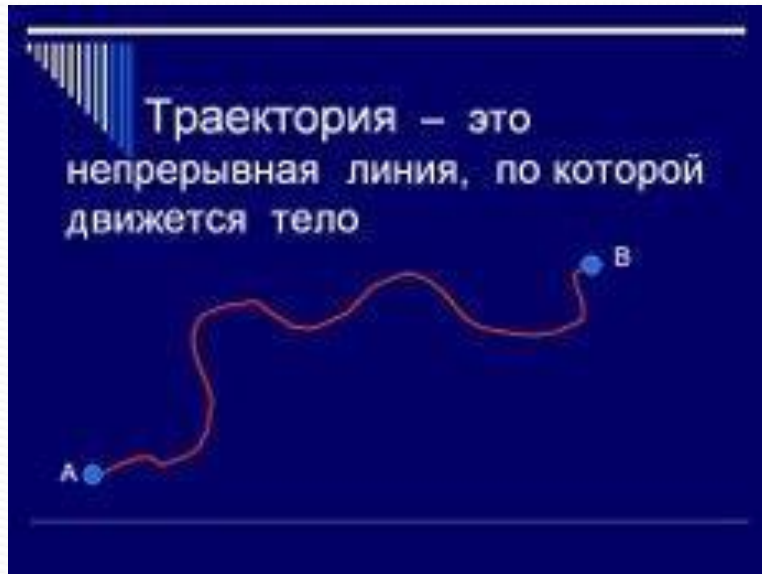 Траектория – это
непрерывная линия, по которой
движется тело
В
А